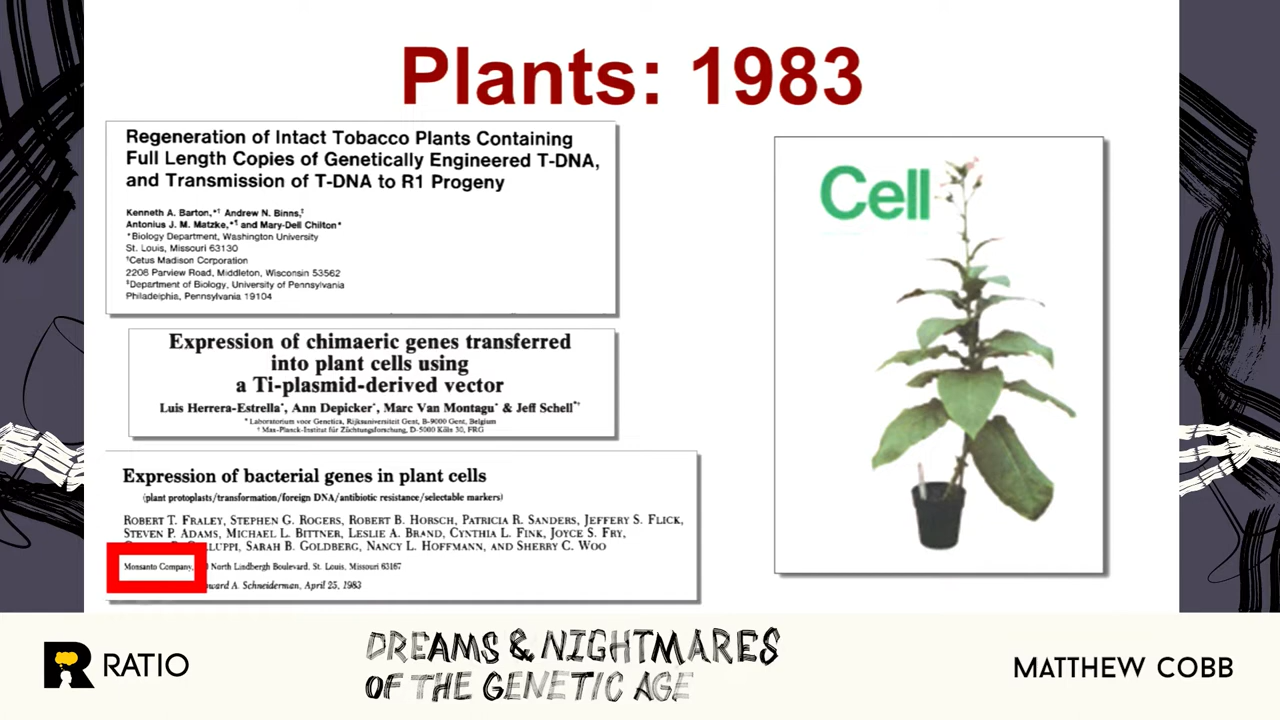 Plants: 1983
Regeneration of Intact Tobacco Plants Containing
Full Length Copies of Genetically Engineered T-DNA,
and Transmission of T-DNA to R1 Progeny
Kenneth A. Barton,*† Andrew N. Binns,‡
Antonius J. M. Matzke,*¶ and Mary-Dell Chilton*
*Biology Department, Washington University
St. Louis, Missouri 63130
†Cetus Madison Corporation
2208 Parview Road, Middleton, Wisconsin 53562
‡Department of Biology, University of Pennsylvania
Philadelphia, Pennsylvania 19104
Expression of chimaeric genes transferred
into plant cells using
a Ti-plasmid-derived vector
Luis Herrera-Estrella*, Ann Depicker*, Marc Van Montagu* & Jeff Schell*†
* Laboratorium voor Genetica, Rijksuniversiteit Gent, B-9000 Gent, Belgium
† Max-Planck-Institut für Züchtungsforschung, D-5000 Köln 30, FRG
Expression of bacterial genes in plant cells
(plant protoplasts/transformation/foreign DNA/antibiotic resistance/selectable markers)
ROBERT T. FRALEY, STEPHEN G. ROGERS, ROBERT B. HORSCH, PATRICIA R. SANDERS, JEFFERY S. FLICK,
STEVEN P. ADAMS, MICHAEL L. BITTNER, LESLIE A. BRAND, CYNTHIA L. FINK, JOYCE S. FRY,
SARAH B. GOLDBERG, NANCY L. HOFFMANN, AND SHERRY C. WOO
Monsanto Company, North Lindbergh Boulevard, St. Louis, Missouri 63167
A. Schneiderman, April 25, 1983
Cell
RATIO
DREAMS & NIGHTMARES
OF THE GENETIC AGE
MATTHEW COBB